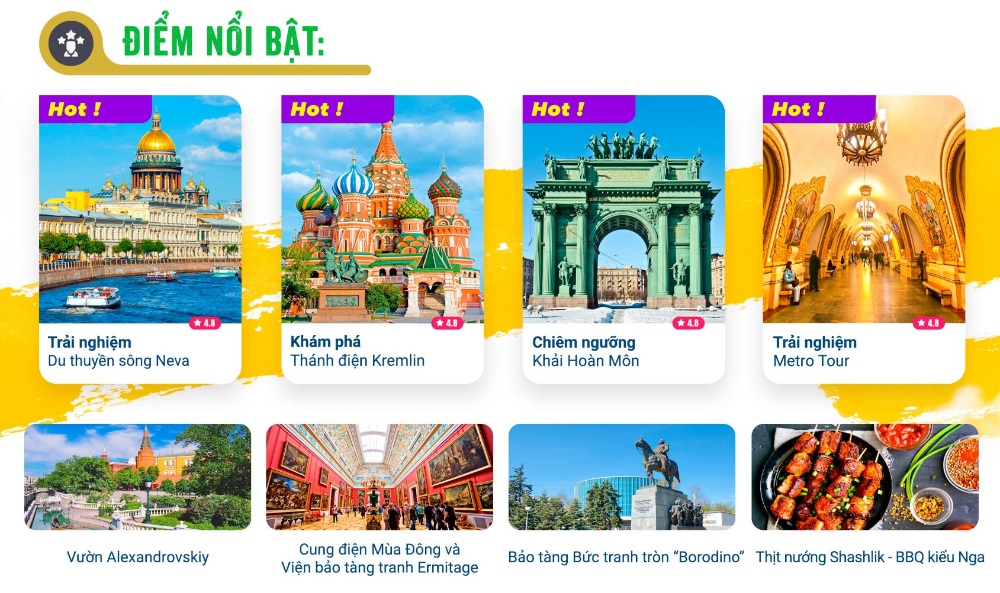 ĐIỂM NỔI BẬT:
Hot !
Hot !
Hot !
Hot !
4.8
4.8
4.8
4.8
Trải nghiệm
Du thuyền sông Neva
Khám phá
Thánh điện Kremlin
Chiêm ngưỡng
Khải Hoàn Môn
Trải nghiệm
Metro Tour
Vườn Alexandrovskiy
Cung điện Mùa Đông và
Viện bảo tàng tranh Ermitage
Bảo tàng Bức tranh tròn “Borodino”
Thịt nướng Shashlik - BBQ kiểu Nga